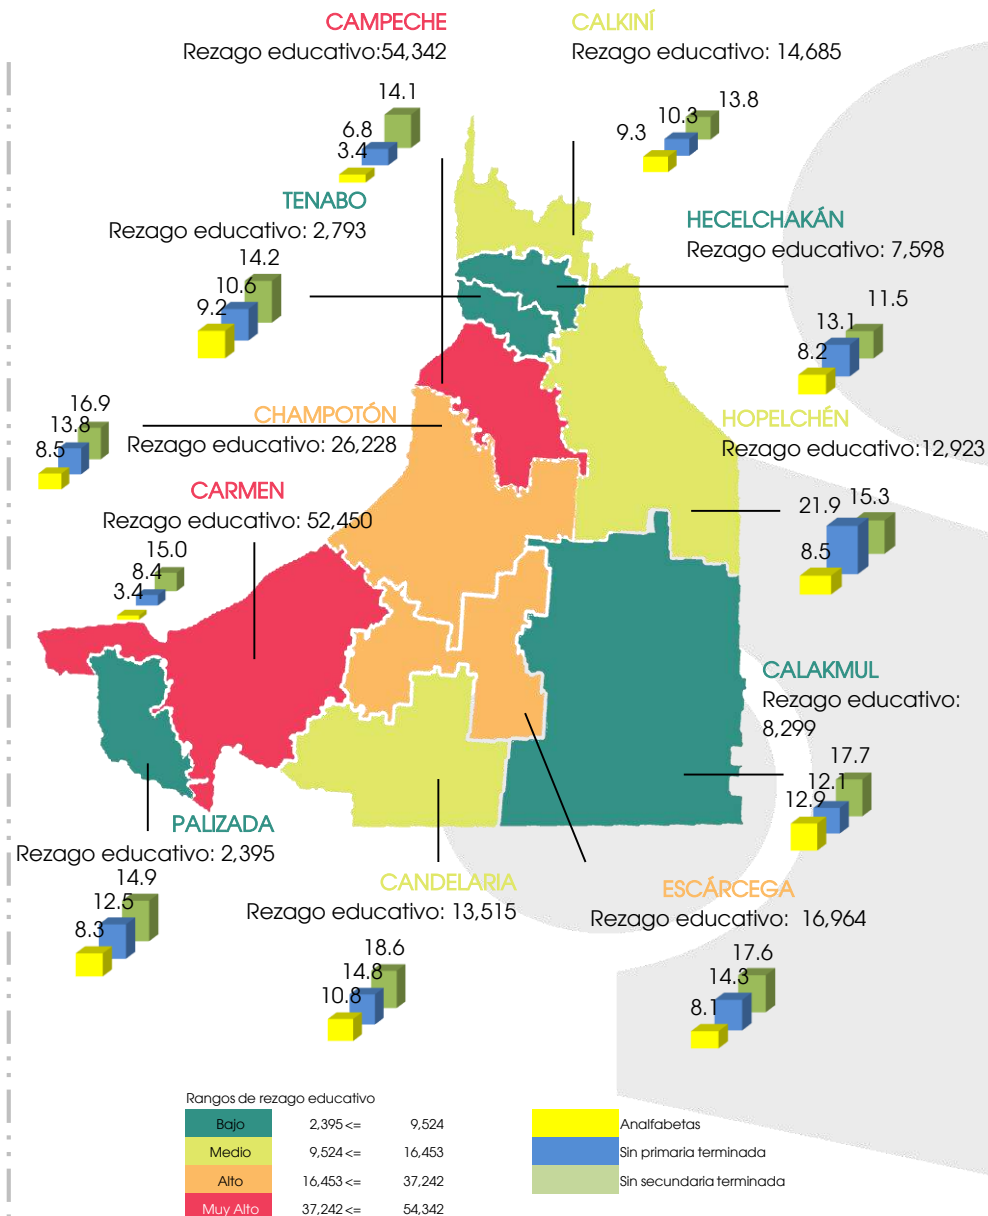 CAMPECHE
Rezago educativo:54,342
14.1
6.8
3.4
CALKINÍ
Rezago educativo: 14,685
13.8
10.3
9.3
TENABO
Rezago educativo: 2,793
14.2
10.6
9.2
HECELCHAKÁN
Rezago educativo: 7,598
11.5
13.1
8.2
CHAMPOTÓN
Rezago educativo: 26,228
16.9
13.8
8.5
HOPELCHÉN
Rezago educativo:12,923
21.9 15.3
8.5
CARMEN
Rezago educativo: 52,450
15.0
8.4
3.4
CALAKMUL
Rezago educativo:
8,299
17.7
12.1
12.9
PALIZADA
Rezago educativo: 2,395
14.9
12.5
8.3
CANDELARIA
Rezago educativo: 13,515
18.6
14.8
10.8
ESCÁRCEGA
Rezago educativo: 16,964
17.6
14.3
8.1
Rangos de rezago educativo
Bajo 2,395 <= 9,524
Medio 9,524 <= 16,453
Alto 16,453 <= 37,242
Muy Alto 37,242 <= 54,342
Analfabetas
Sin primaria terminada
Sin secundaria terminada